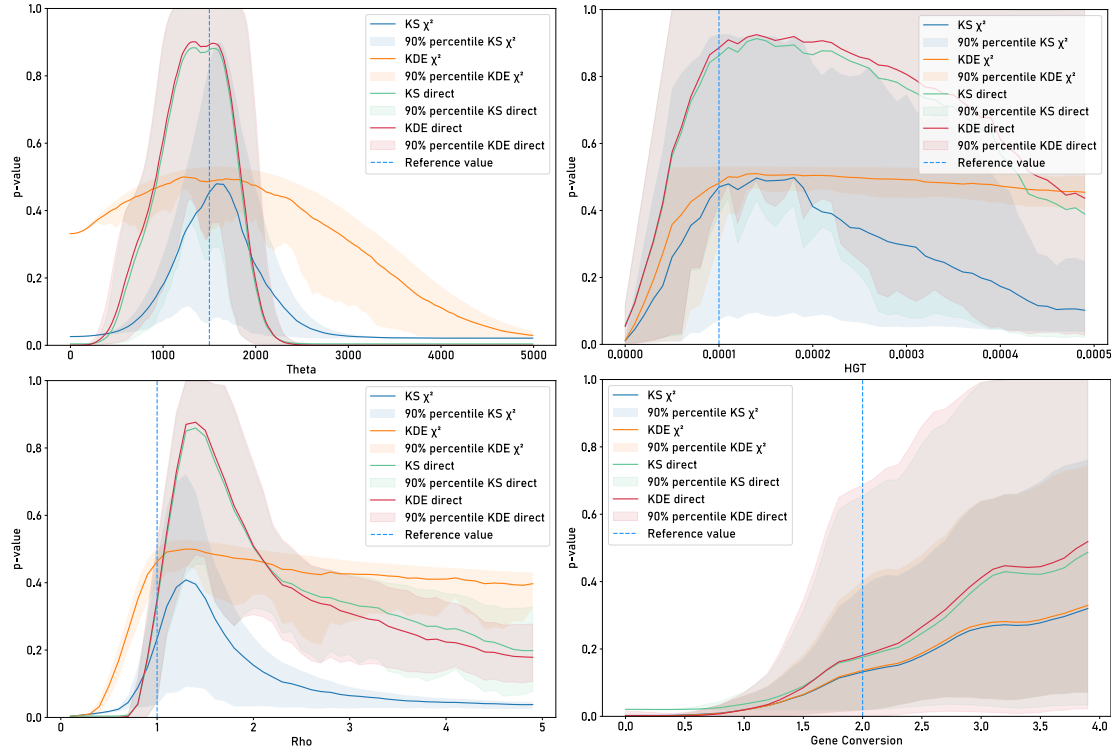 1.0
0.8
0.6
0.4
0.2
0.0
p-value
KS χ²
90% percentile KS χ²
KDE χ²
90% percentile KDE χ²
KS direct
90% percentile KS direct
KDE direct
90% percentile KDE direct
Reference value
0 1000 2000 3000 4000 5000
Theta
1.0
0.8
0.6
0.4
0.2
0.0
p-value
KS χ²
90% percentile KS χ²
KDE χ²
90% percentile KDE χ²
KS direct
90% percentile KS direct
KDE direct
90% percentile KDE direct
Reference value
0.0000 0.0001 0.0002 0.0003 0.0004 0.0005
HGT
1.0
0.8
0.6
0.4
0.2
0.0
p-value
KS χ²
90% percentile KS χ²
KDE χ²
90% percentile KDE χ²
KS direct
90% percentile KS direct
KDE direct
90% percentile KDE direct
Reference value
0 1 2 3 4 5
Rho
1.0
0.8
0.6
0.4
0.2
0.0
p-value
KS χ²
90% percentile KS χ²
KDE χ²
90% percentile KDE χ²
KS direct
90% percentile KS direct
KDE direct
90% percentile KDE direct
Reference value
0.0 0.5 1.0 1.5 2.0 2.5 3.0 3.5 4.0
Gene Conversion